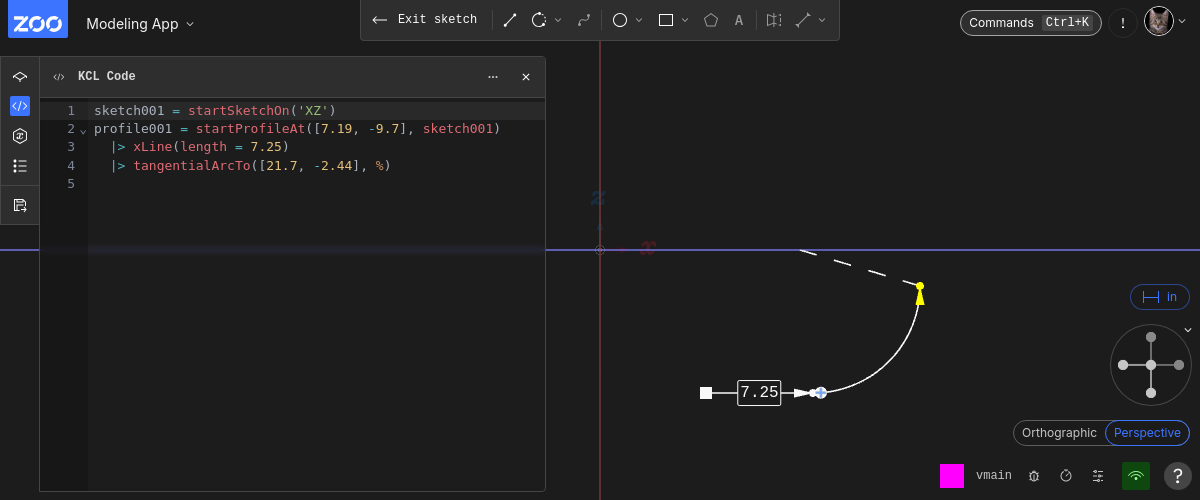 ZOO
Modeling App
Exit sketch
A
Commands Ctrl+K
!
KCL Code
1 sketch001 = startSketchOn('XZ')
2 profile001 = startProfileAt([7.19, -9.7], sketch001)
3 |> xLine(length = 7.25)
4 |> tangentialArcTo([21.7, -2.44], %)
5
z
x
in
7.25
Orthographic Perspective
vmain
?